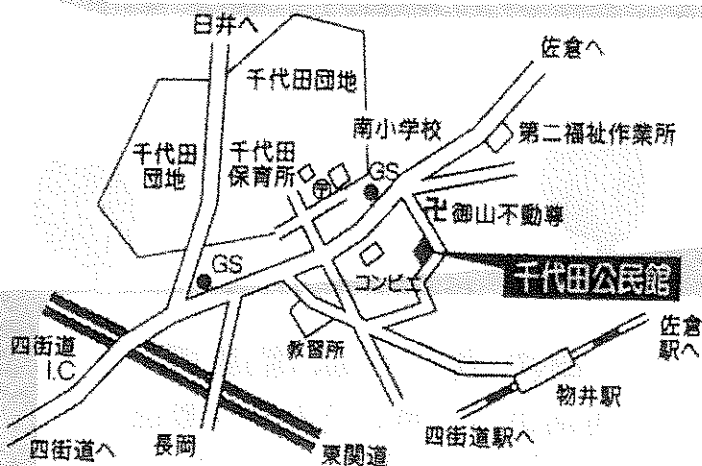 臼井へ
佐倉へ
千代田団地
南小学校
第二福祉作業所
千代田
団地
千代田
保育所
〒
GS
卍御山不動尊
GS
コンビニ
千代田公民館
四街道
I.C
教習所
佐倉
駅へ
物井駅
四街道へ
長岡
東関道
四街道駅へ